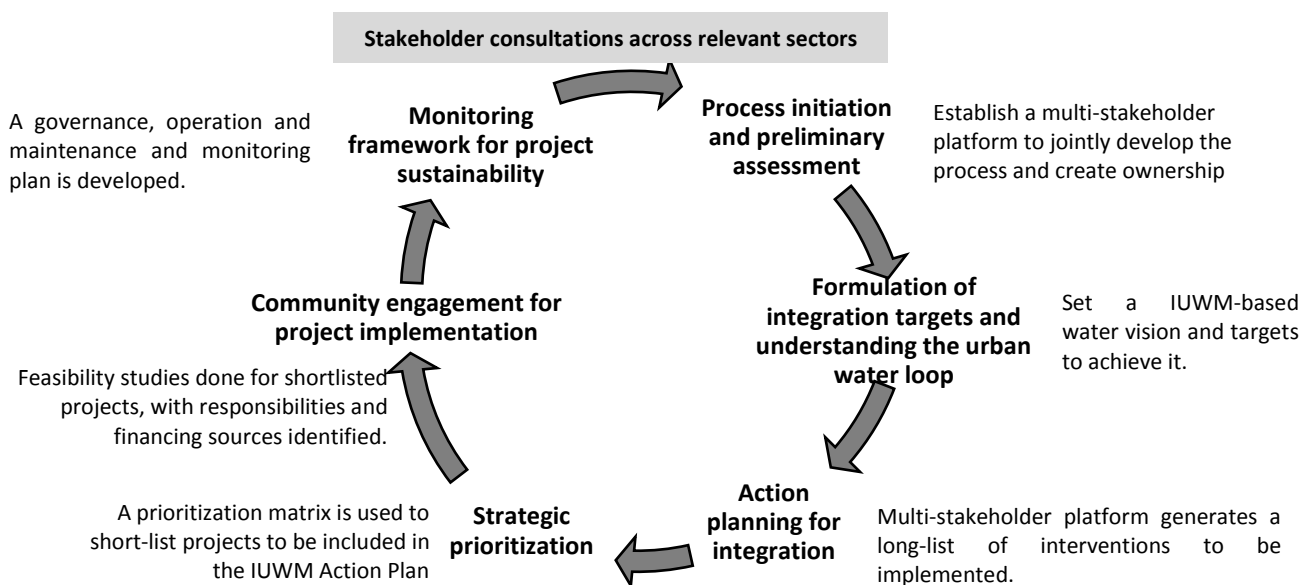 Stakeholder consultations across relevant sectors
Process initiation
and preliminary
assessment
Establish a multi-stakeholder
platform to jointly develop the
process and create ownership
Formulation of
integration targets and
understanding the urban
water loop
Set a IUWM-based
water vision and targets
to achieve it.
Action
planning for
integration
Multi-stakeholder platform generates a
long-list of interventions to be
implemented.
Strategic
prioritization
A prioritization matrix is used to
short-list projects to be included in
the IUWM Action Plan
Community engagement for
project implementation
Feasibility studies done for shortlisted
projects, with responsibilities and
financing sources identified.
Monitoring
framework for project
sustainability
A governance, operation and
maintenance and monitoring
plan is developed.